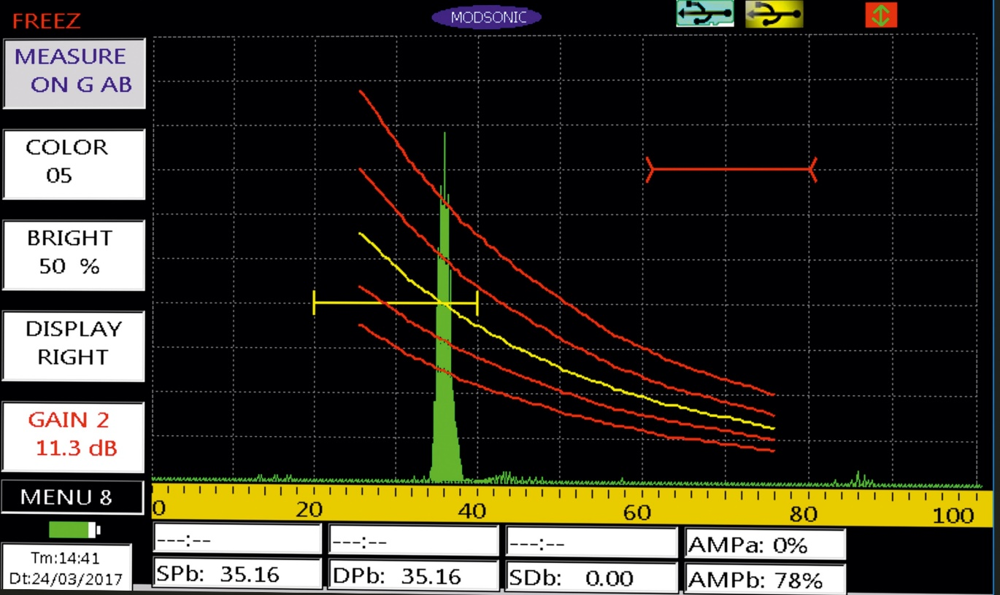 FREEZ
MODSONIC
MEASURE
ON G AB
COLOR
05
BRIGHT
50 %
DISPLAY
RIGHT
GAIN 2
11.3 dB
MENU 8
0 20 40 60 80 100
Tm:14:41
Dt:24/03/2017
---:-- ---:-- ---:-- AMPa: 0%
SPb: 35.16 DPb: 35.16 SDb: 0.00 AMPb: 78%